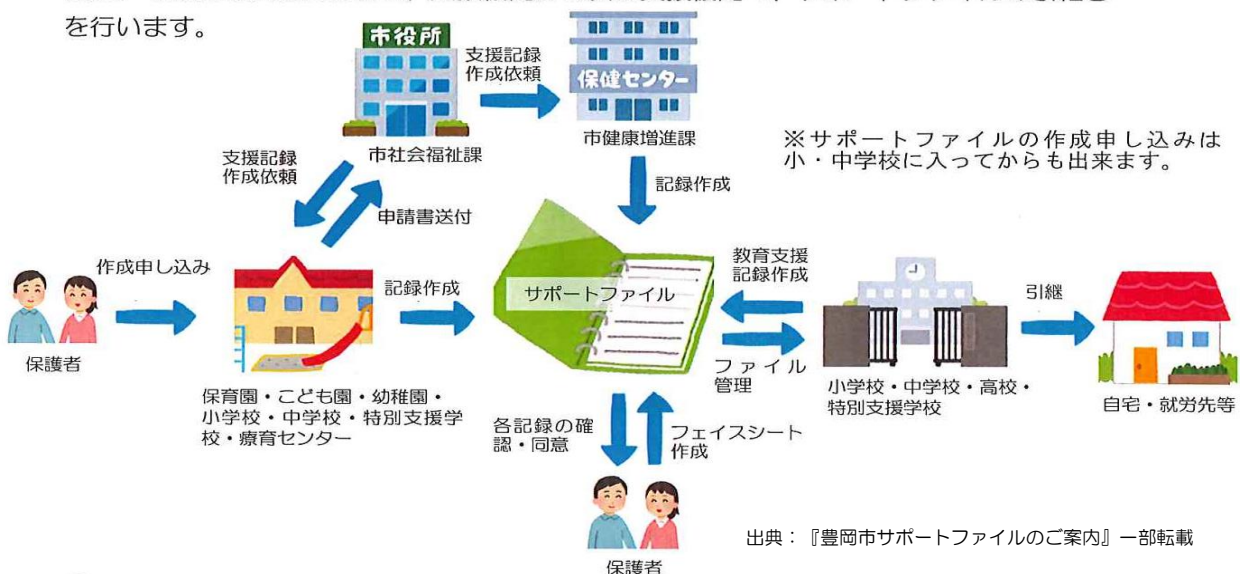 を行います。
市役所
支援記録
作成依頼
保健センター
市社会福祉課
市健康増進課
※サポートファイルの作成申し込みは
小・中学校に入ってからも出来ます。
支援記録
作成依頼
申請書送付
記録作成
作成申し込み
記録作成
サポートファイル
教育支援
記録作成
引継
保護者
ファイル
管理
保育園・こども園・幼稚園・
小学校・中学校・特別支援学
校・療育センター
小学校・中学校・高校・
特別支援学校
自宅・就労先等
各記録の確
認・同意
フェイスシート
作成
出典：『豊岡市サポートファイルのご案内』一部転載
保護者